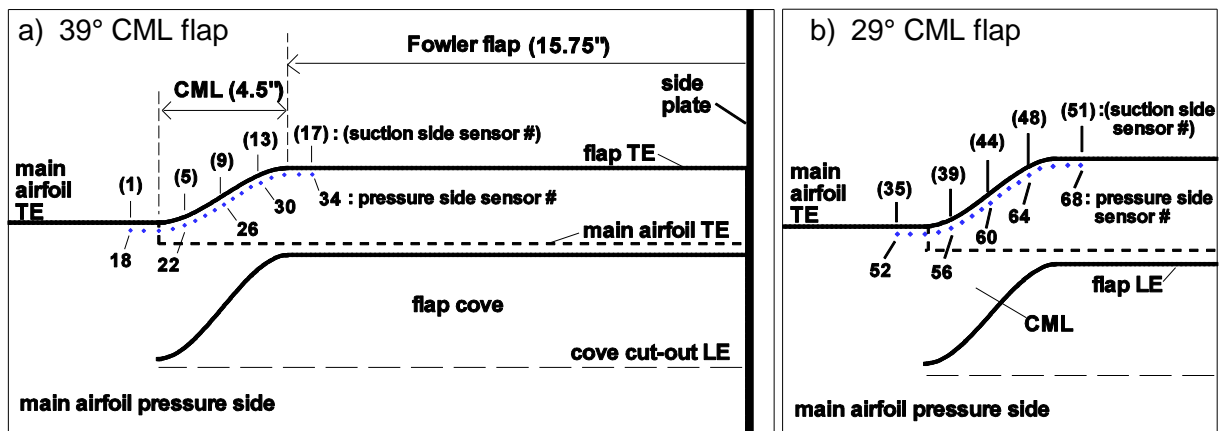 a) 39° CML flap
Fowler flap (15.75")
CML (4.5")
side
plate
(1)
(5)
(9)
(13)
(17) : (suction side sensor #)
main
airfoil
TE
flap TE
18
22
26
30
34 : pressure side sensor #
main airfoil TE
flap cove
cove cut-out LE
main airfoil pressure side
b) 29° CML flap
(35)
(39)
(44)
(48)
(51) :(suction side
sensor #)
main
airfoil
TE
52
56
60
64
68 : pressure side
sensor #
flap LE
CML
main airfoil pressure side